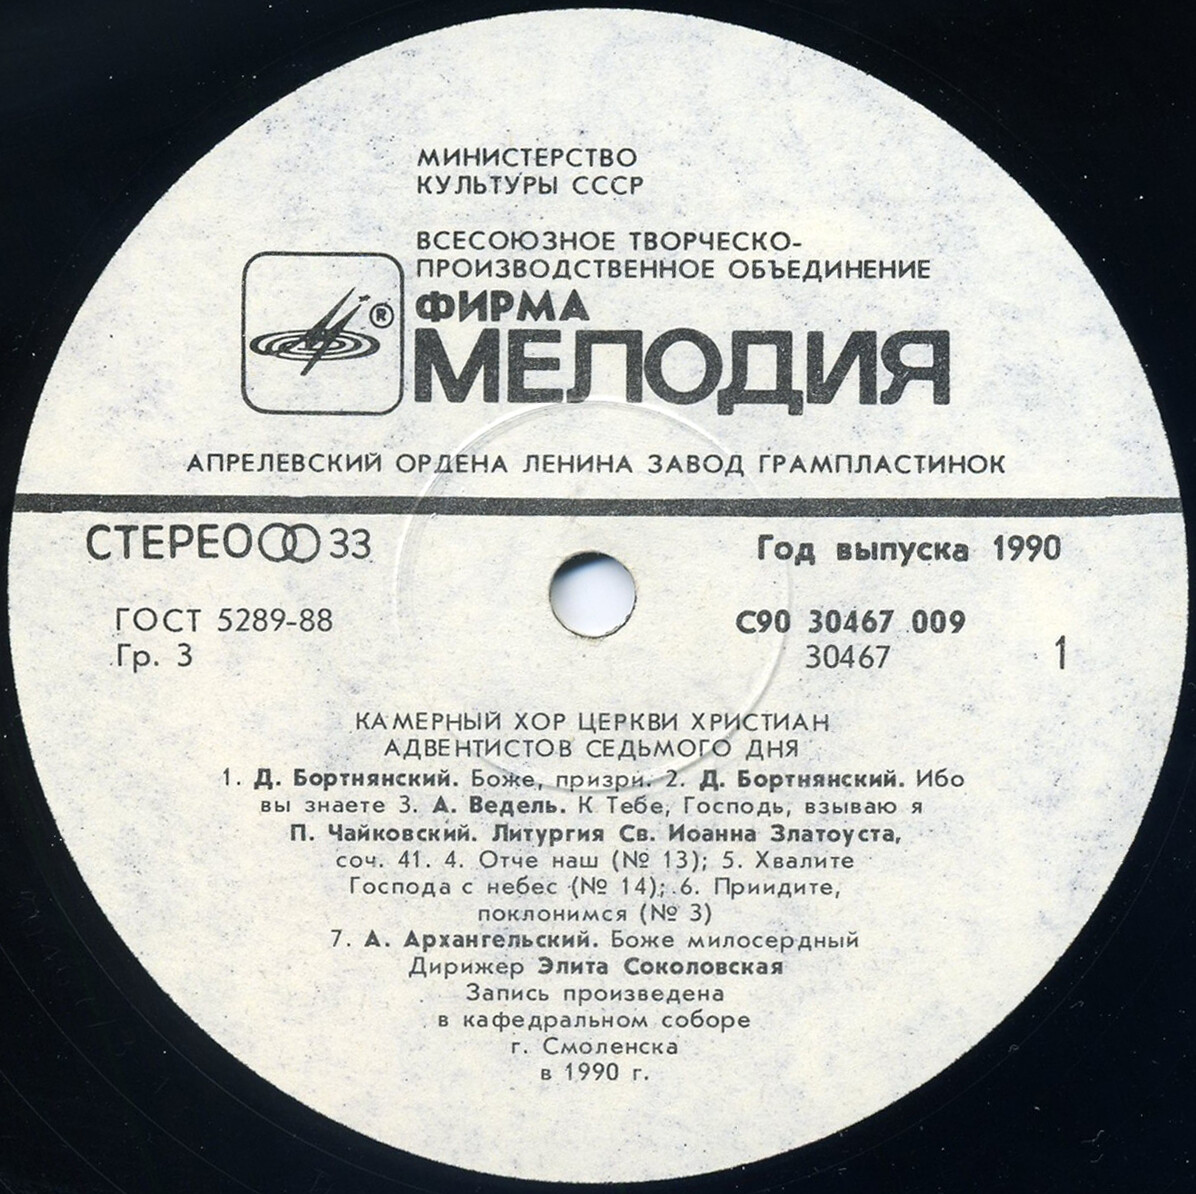 МИНИСТЕРСТВО
КУЛЬТУРЫ СССР
ВСЕСОЮЗНОЕ ТВОРЧЕСКО-
ПРОИЗВОДСТВЕННОЕ ОБЪЕДИНЕНИЕ
ФИРМА
®
МЕЛОДИЯ
АПРЕЛЕВСКИЙ ОРДЕНА ЛЕНИНА ЗАВОД ГРАМПЛАСТИНОК
СТЕРЕО 33
Год выпуска 1990
ГОСТ 5289-88
Гр. 3
С90 30467 009
30467
1
КАМЕРНЫЙ ХОР ЦЕРКВИ ХРИСТИАН
АДВЕНТИСТОВ СЕДЬМОГО ДНЯ
1. Д. Бортнянский. Боже, призри. 2. Д. Бортнянский. Ибо
вы знаете 3. А. Ведель. К Тебе, Господь, взываю я
П. Чайковский. Литургия Св. Иоанна Златоуста,
соч. 41. 4. Отче наш (№ 13); 5. Хвалите
Господа с небес (№ 14); 6. Приидите,
поклонимся (№ 3)
7. А. Архангельский. Боже милосердный
Дирижер Элита Соколовская
Запись произведена
в кафедральном соборе
г. Смоленска
в 1990 г.